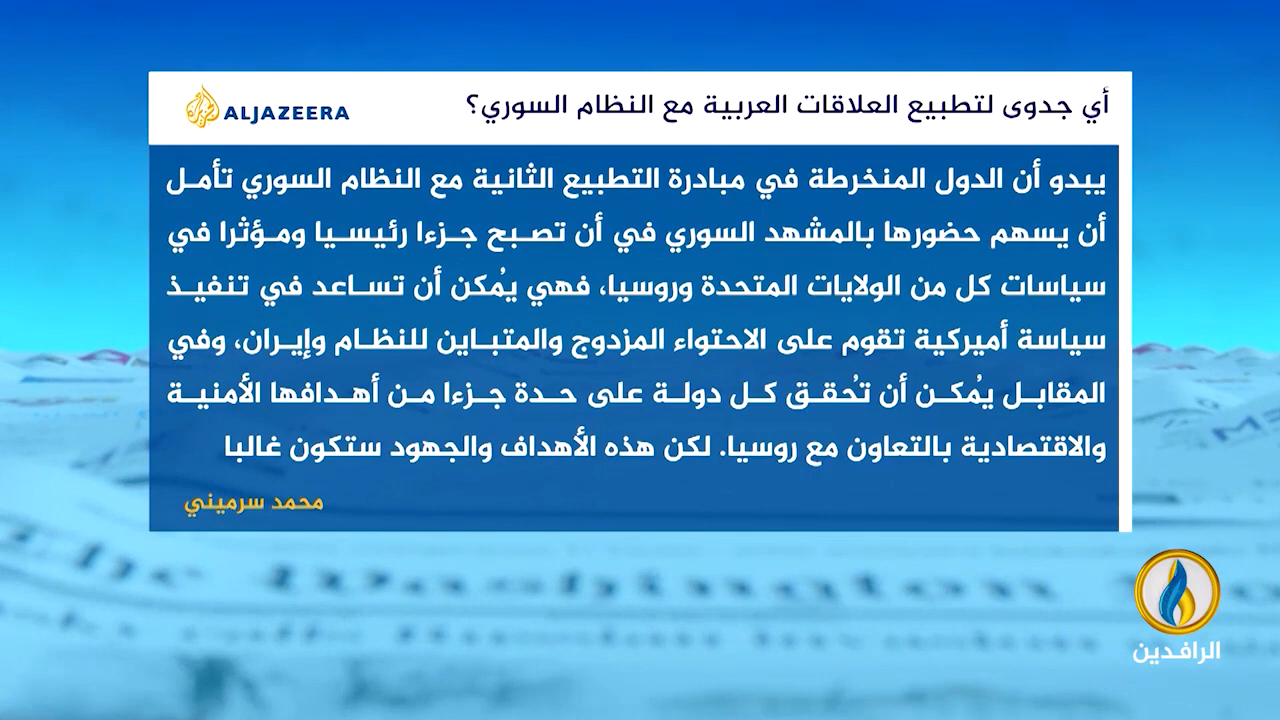 أي جدوى لتطبيع العلاقات العربية مع النظام السوري؟
ALJAZEERA
يبدو أن الدول المنخرطة في مبادرة التطبيع الثانية مع النظام السوري تأمل
أن يسهم حضورها بالمشهد السوري في أن تصبح جزءا رئيسيا ومؤثرا في
سياسات كل من الولايات المتحدة وروسيا، فهي يُمكن أن تساعد في تنفيذ
سياسة أميركية تقوم على الاحتواء المزدوج والمتباين للنظام وإيران، وفي
المقابل يُمكن أن تُحقق كل دولة على حدة جزءا من أهدافها الأمنية
والاقتصادية بالتعاون مع روسيا. لكن هذه الأهداف والجهود ستكون غالبا
محمد سرميني
الرافدين